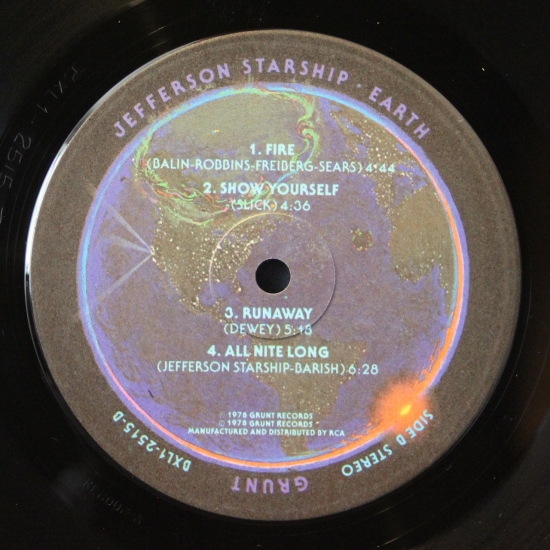 JEFFERSON STARSHIP · EARTH
1. FIRE
(BALIN-ROBBINS-FREIBERG-SEARS) 4:44
2. SHOW YOURSELF
(SLICK) 4:36
3. RUNAWAY
(DEWEY) 5:18
4. ALL NITE LONG
(JEFFERSON STARSHIP-BARISH) 6:28
Ⓟ 1978 GRUNT RECORDS
© 1978 GRUNT RECORDS
MANUFACTURED AND DISTRIBUTED BY RCA
SIDE B STEREO
DXL1-2515-B
GRUNT